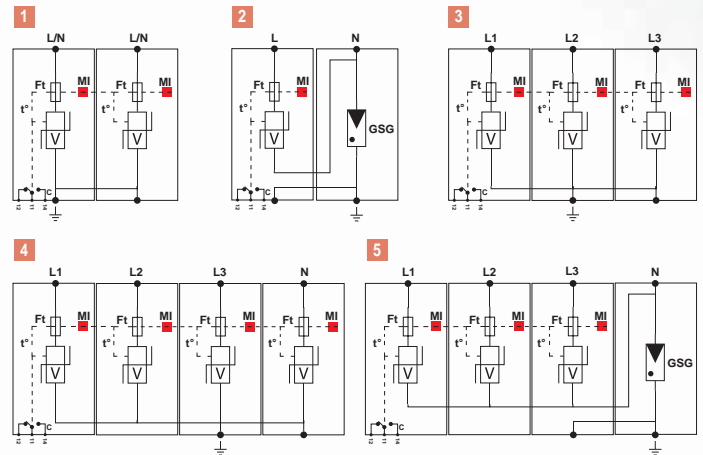 1
L/N L/N
Ft MI Ft MI
t° t°
V V
C
12 11 14
2
L N
Ft MI
t°
V GSG
C
12 11 14
3
L1 L2 L3
Ft MI Ft MI Ft MI
t° t° t°
V V V
C
12 11 14
4
L1 L2 L3 N
Ft MI Ft MI Ft MI Ft MI
t° t° t° t°
V V V V
C
12 11 14
5
L1 L2 L3 N
Ft MI Ft MI Ft MI
t° t° t°
V V V GSG
C
12 11 14